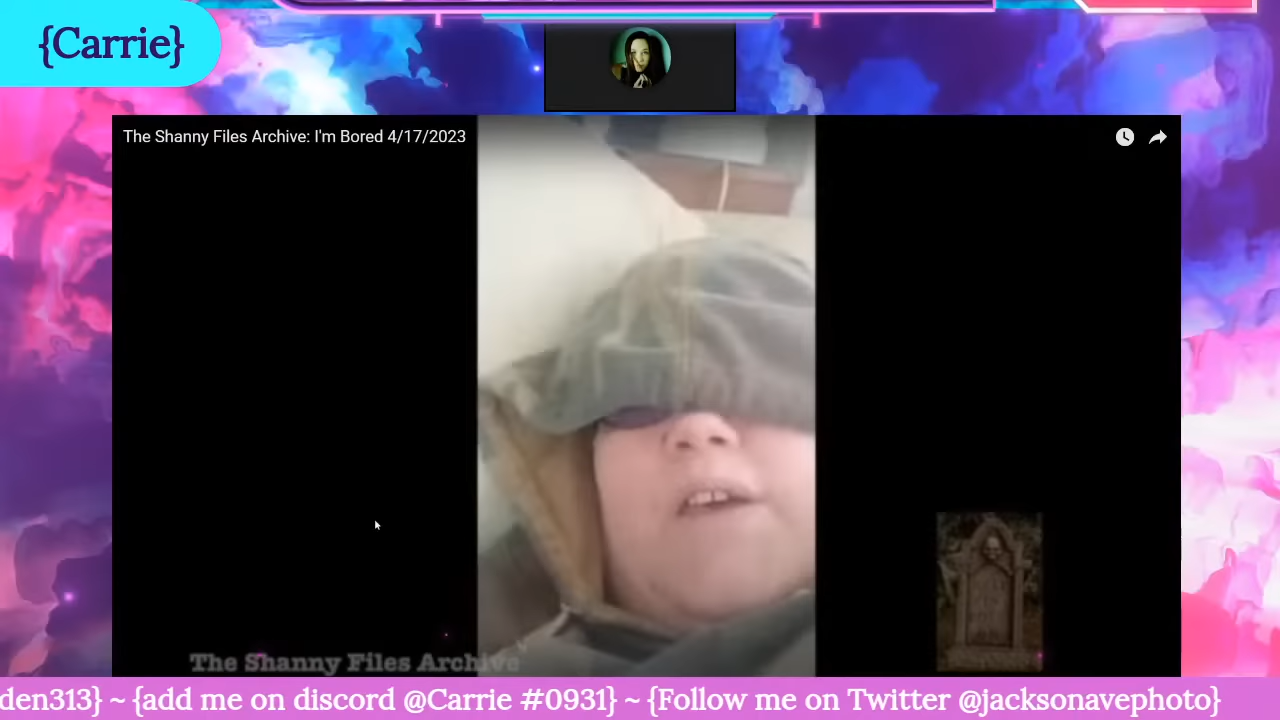 {Carrie}
The Shanny Files Archive: I'm Bored 4/17/2023
The Shanny Files Archive
den313} ~ {add me on discord @Carrie #0931} ~ {Follow me on Twitter @jacksonavephoto}